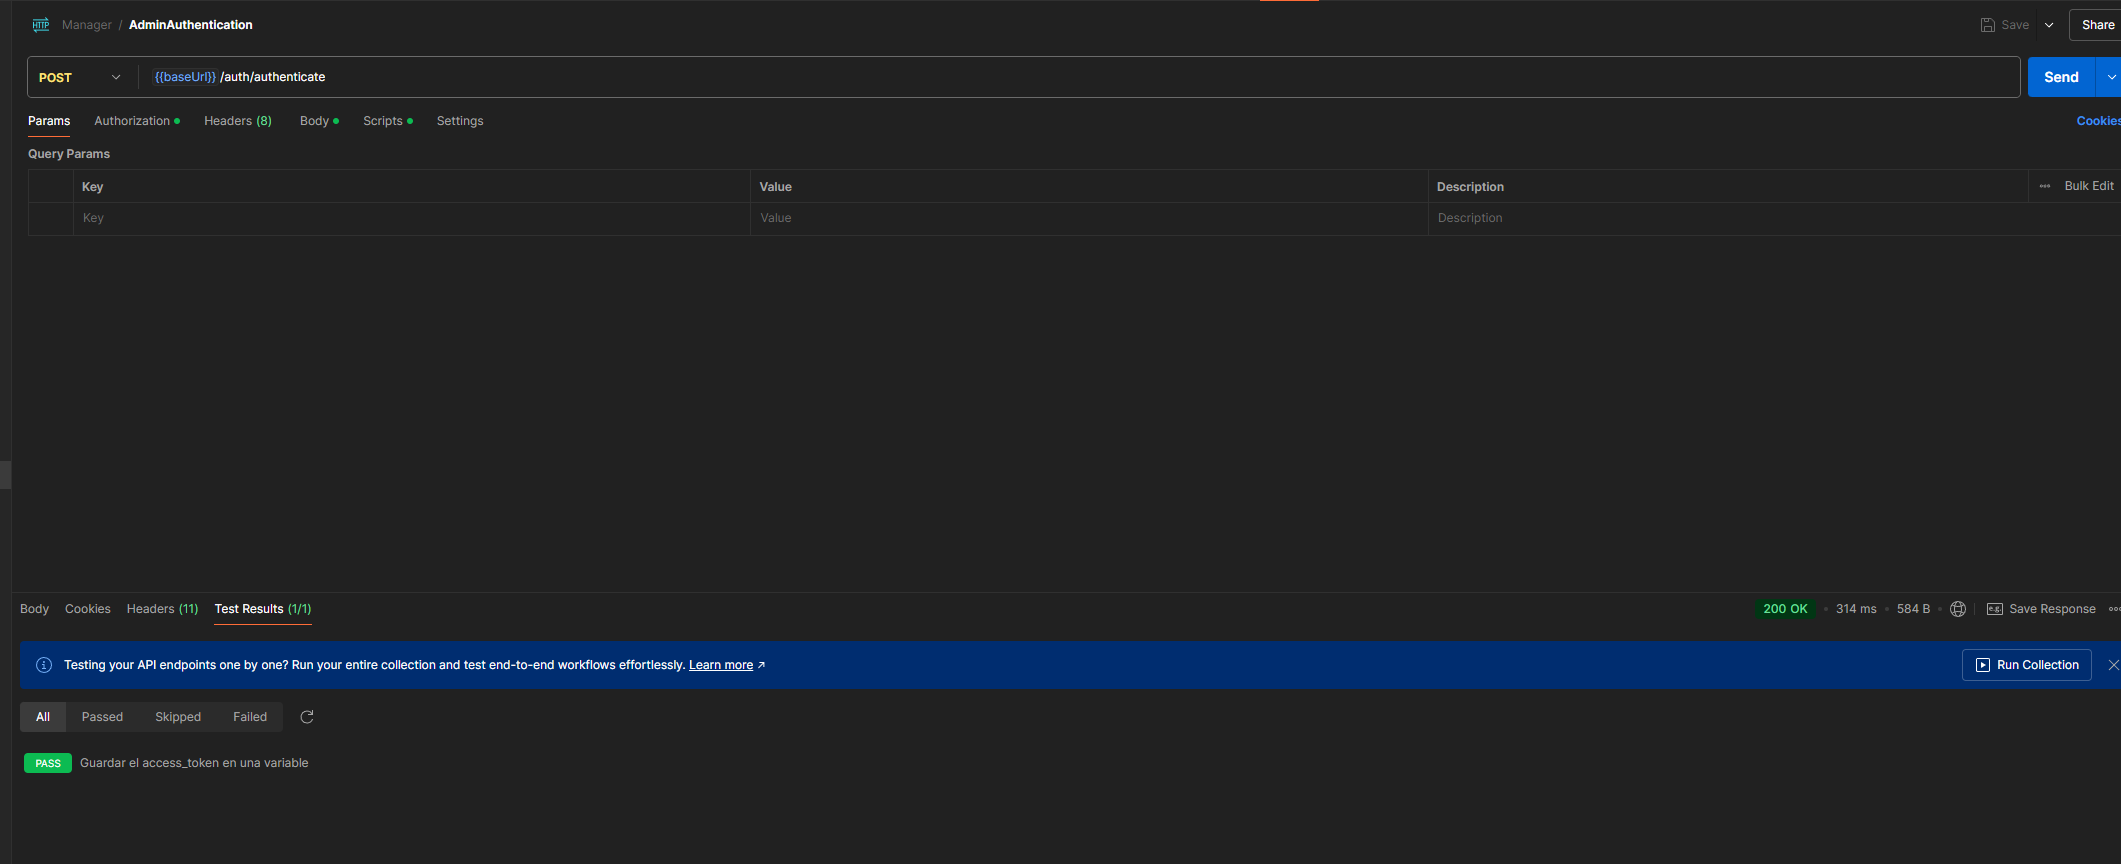 HTTP Manager / AdminAuthentication Save Share
POST {{baseUrl}} /auth/authenticate Send
Params Authorization Headers (8) Body Scripts Settings Cookies
Query Params
Key Value Description Bulk Edit
Key Value Description
Body Cookies Headers (11) Test Results (1/1) 200 OK 314 ms 584 B e.g. Save Response
Testing your API endpoints one by one? Run your entire collection and test end-to-end workflows effortlessly. Learn more Run Collection
All Passed Skipped Failed
PASS Guardar el access_token en una variable